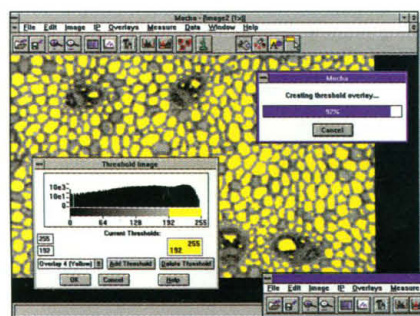 Mocha - [Image2 (1x)]
File Edit Image IP Overlays Measure Data Window Help
Mocha
Creating threshold overlay...
92%
Cancel
Threshold Image
10e3
10e1
0
0 64 128 192 255
Current Thresholds:
255
192
255
192
Overlay 4 (Yellow)
Add Threshold
Delete Threshold
OK
Cancel
Help
File Edit Image IP Overlays Measure